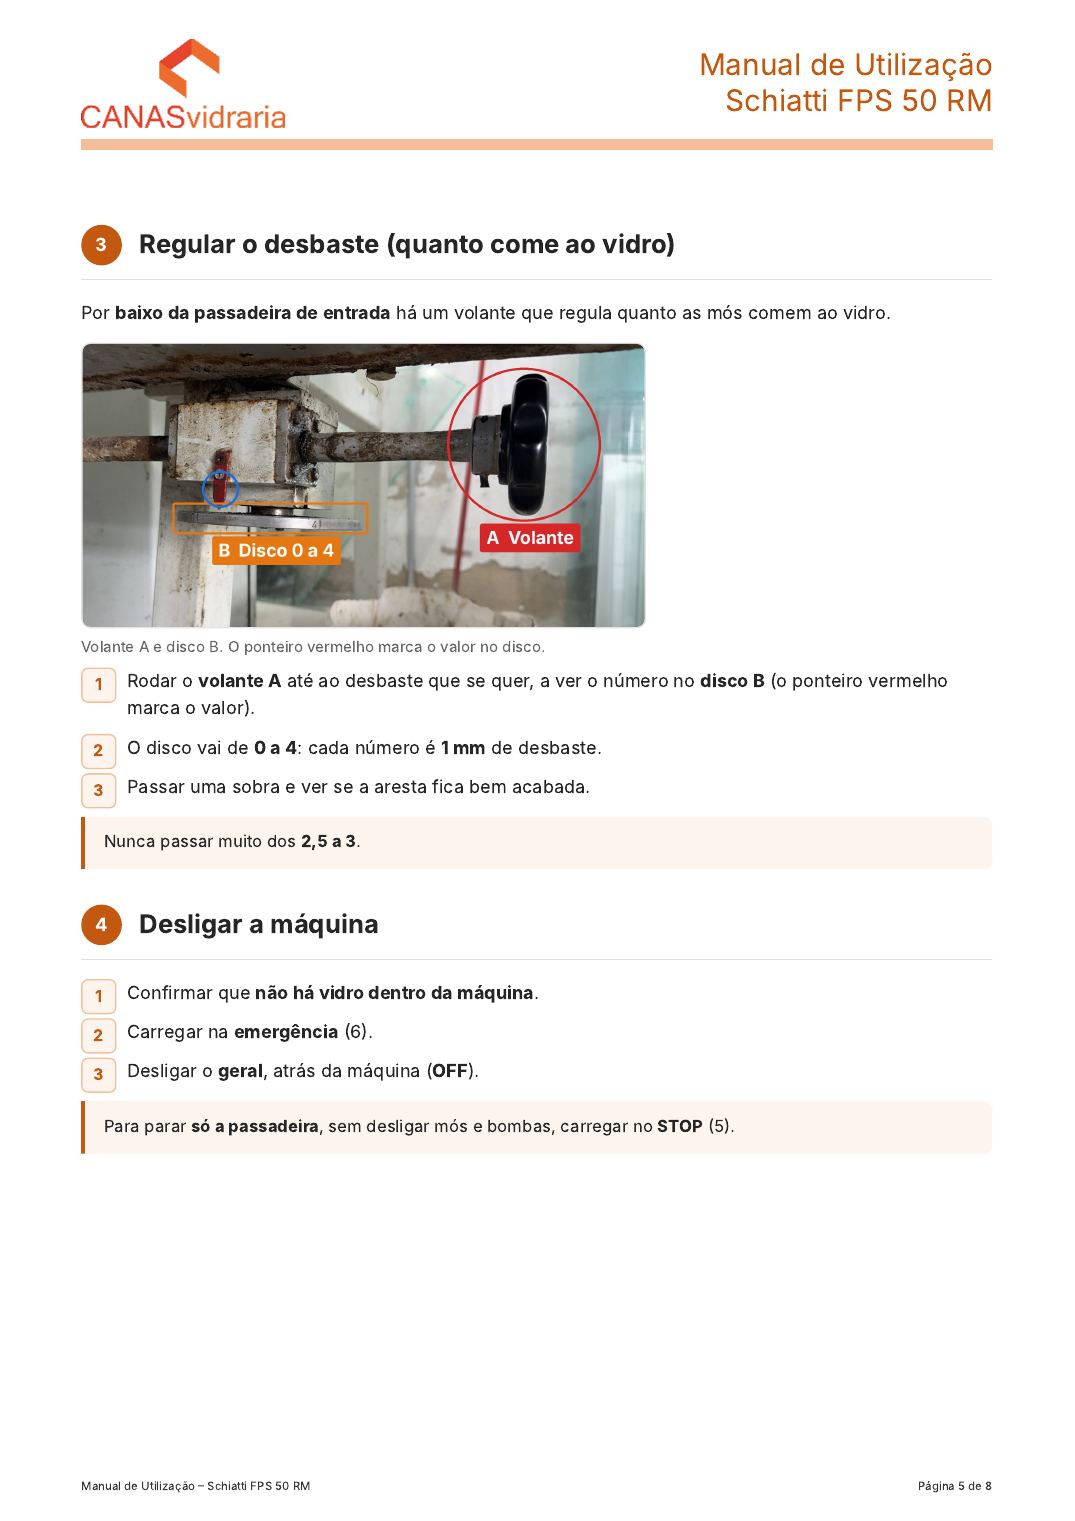 CANASvidraria
Manual de Utilização
Schiatti FPS 50 RM
3 Regular o desbaste (quanto come ao vidro)
Por baixo da passadeira de entrada há um volante que regula quanto as mós comem ao vidro.
4
A Volante
B Disco 0 a 4
Volante A e disco B. O ponteiro vermelho marca o valor no disco.
1 Rodar o volante A até ao desbaste que se quer, a ver o número no disco B (o ponteiro vermelho
marca o valor).
2 O disco vai de 0 a 4: cada número é 1 mm de desbaste.
3 Passar uma sobra e ver se a aresta fica bem acabada.
Nunca passar muito dos 2,5 a 3.
4 Desligar a máquina
1 Confirmar que não há vidro dentro da máquina.
2 Carregar na emergência (6).
3 Desligar o geral, atrás da máquina (OFF).
Para parar só a passadeira, sem desligar mós e bombas, carregar no STOP (5).
Manual de Utilização – Schiatti FPS 50 RM
Página 5 de 8